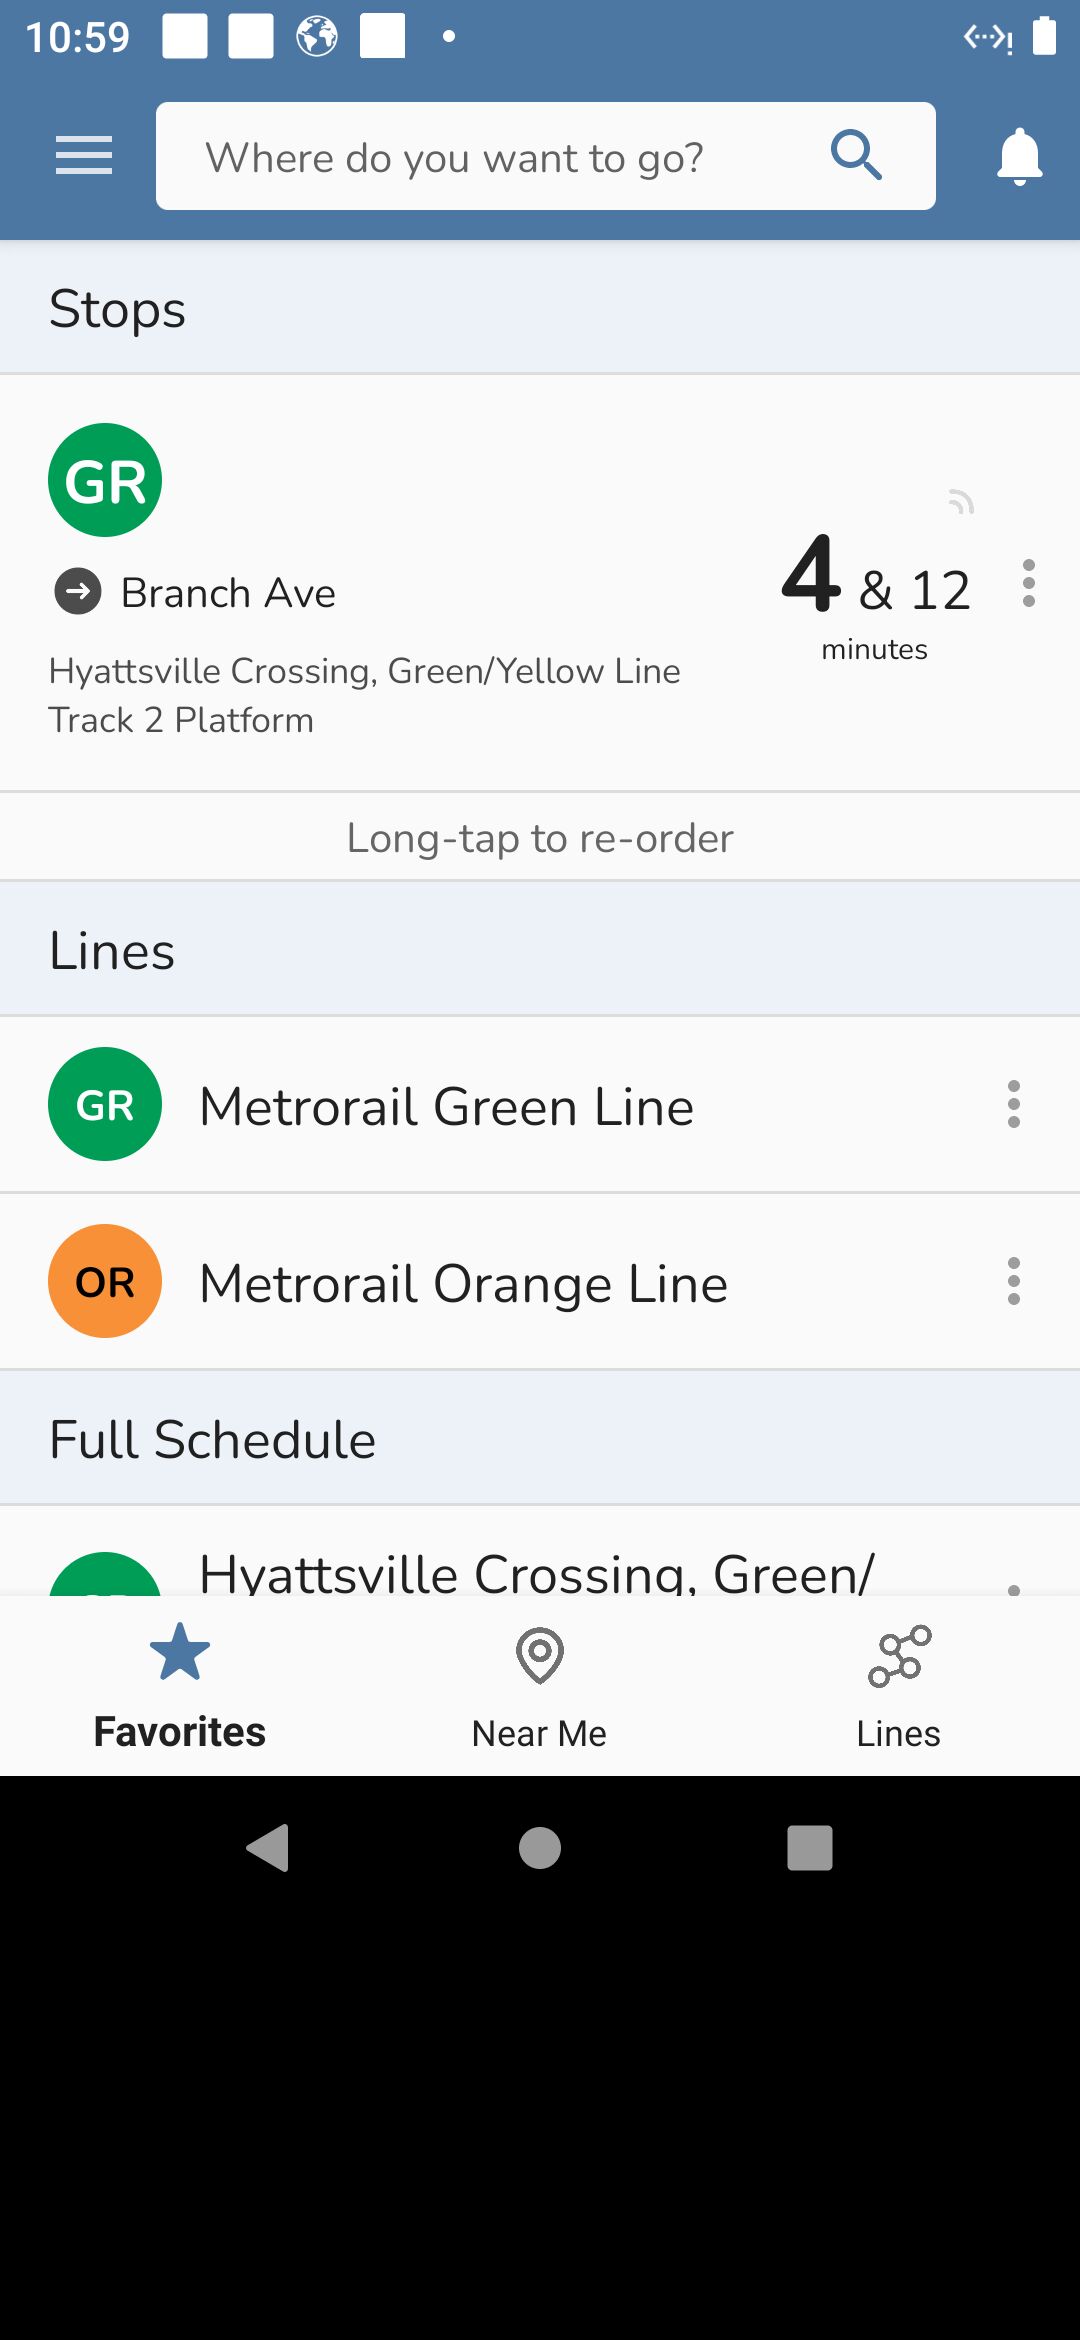 10:59
Where do you want to go?
Stops
GR
Branch Ave
4 & 12
minutes
Hyattsville Crossing, Green/Yellow Line
Track 2 Platform
Long-tap to re-order
Lines
GR
Metrorail Green Line
OR
Metrorail Orange Line
Full Schedule
Hyattsville Crossing, Green/
Favorites
Near Me
Lines